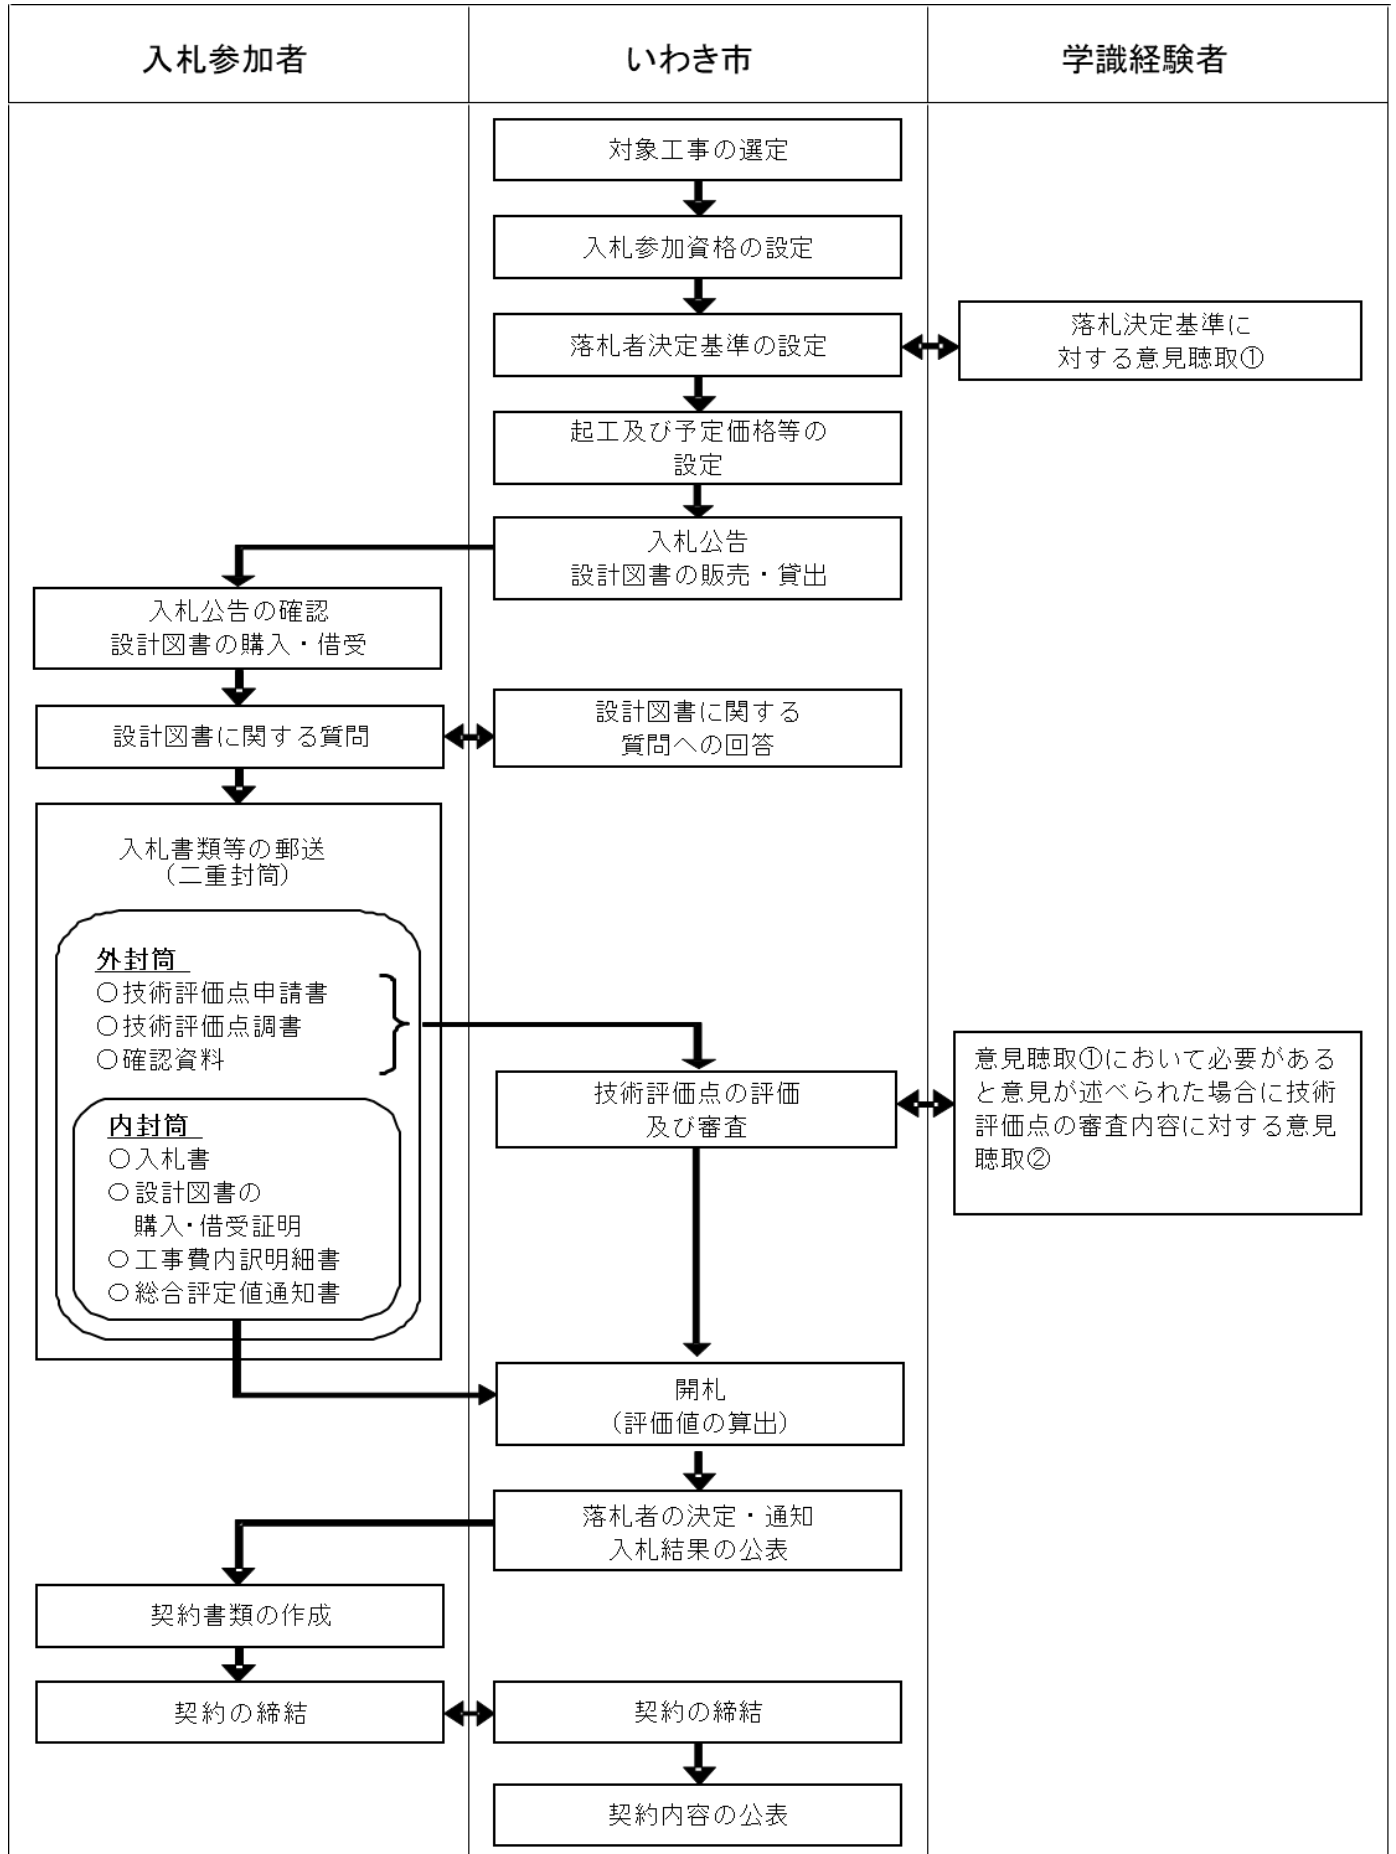 入札参加者
いわき市
学識経験者
対象工事の選定
入札参加資格の設定
落札者決定基準の設定
落札決定基準に
対する意見聴取①
起工及び予定価格等の
設定
入札公告
設計図書の販売・貸出
入札公告の確認
設計図書の購入・借受
設計図書に関する質問
設計図書に関する
質問への回答
入札書類等の郵送
(二重封筒)
外封筒
○技術評価点申請書
○技術評価点調書
○確認資料
技術評価点の評価
及び審査
意見聴取①において必要がある
と意見が述べられた場合に技術
評価点の審査内容に対する意見
聴取②
内封筒
○入札書
○設計図書の
購入・借受証明
○工事費内訳明細書
○総合評定値通知書
開札
(評価値の算出)
落札者の決定・通知
入札結果の公表
契約書類の作成
契約の締結
契約の締結
契約内容の公表